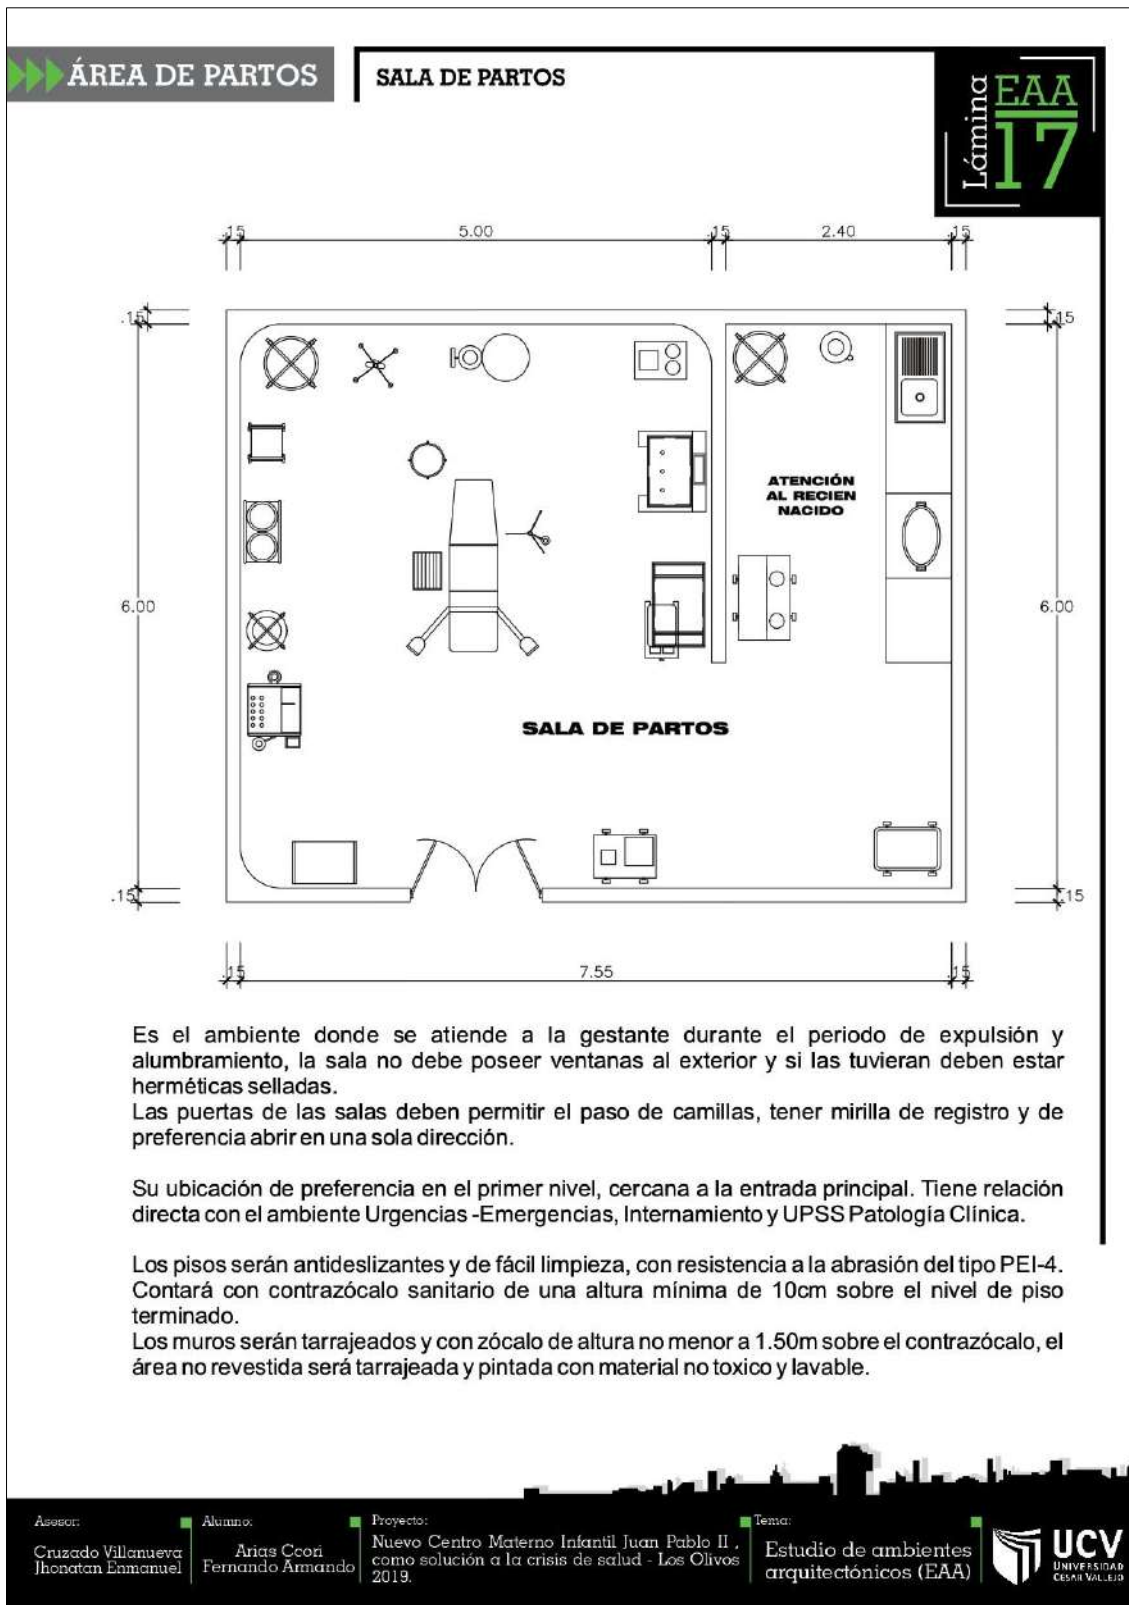 ÁREA DE PARTOS
SALA DE PARTOS
Lámina
EAA
17
.15
5.00
.15
2.40
.15
.15
.15
ATENCIÓN
AL RECIEN
NACIDO
6.00
6.00
SALA DE PARTOS
.15
.15
.15
7.55
.15
Es el ambiente donde se atiende a la gestante durante el periodo de expulsión y
alumbramiento, la sala no debe poseer ventanas al exterior y si las tuvieran deben estar
herméticas selladas.
Las puertas de las salas deben permitir el paso de camillas, tener mirilla de registro y de
preferencia abrir en una sola dirección.
Su ubicación de preferencia en el primer nivel, cercana a la entrada principal. Tiene relación
directa con el ambiente Urgencias -Emergencias, Internamiento y UPSS Patología Clínica.
Los pisos serán antideslizantes y de fácil limpieza, con resistencia a la abrasión del tipo PEI-4.
Contará con contrazócalo sanitario de una altura mínima de 10cm sobre el nivel de piso
terminado.
Los muros serán tarrajeados y con zócalo de altura no menor a 1.50m sobre el contrazócalo, el
área no revestida será tarrajeada y pintada con material no toxico y lavable.
Asesor:
Cruzado Villanueva
Jhonatan Enmanuel
Alumno:
Arias Ccori
Fernando Armando
Proyecto:
Nuevo Centro Materno Infantil Juan Pablo II ,
como solución a la crisis de salud - Los Olivos
2019.
Tema:
Estudio de ambientes
arquitectónicos (EAA)
UCV
UNIVERSIDAD
CÉSAR VALLEJO